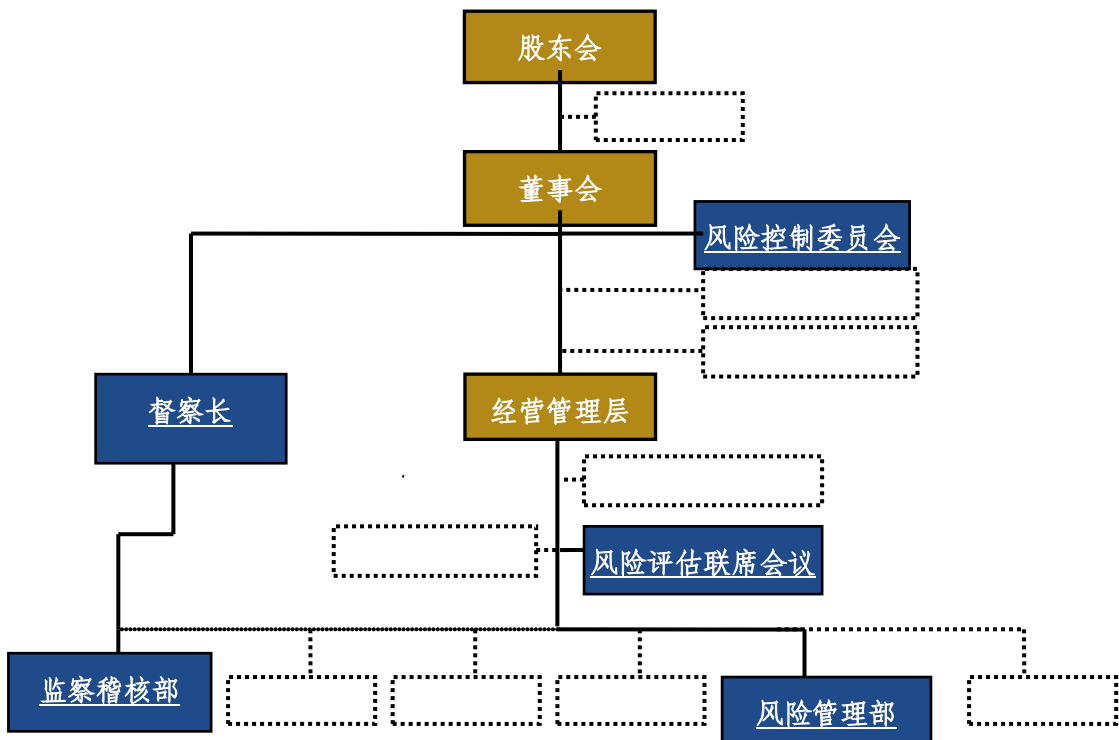 股东会
董事会
风险控制委员会
督察长
经营管理层
风险评估联席会议
监察稽核部
风险管理部